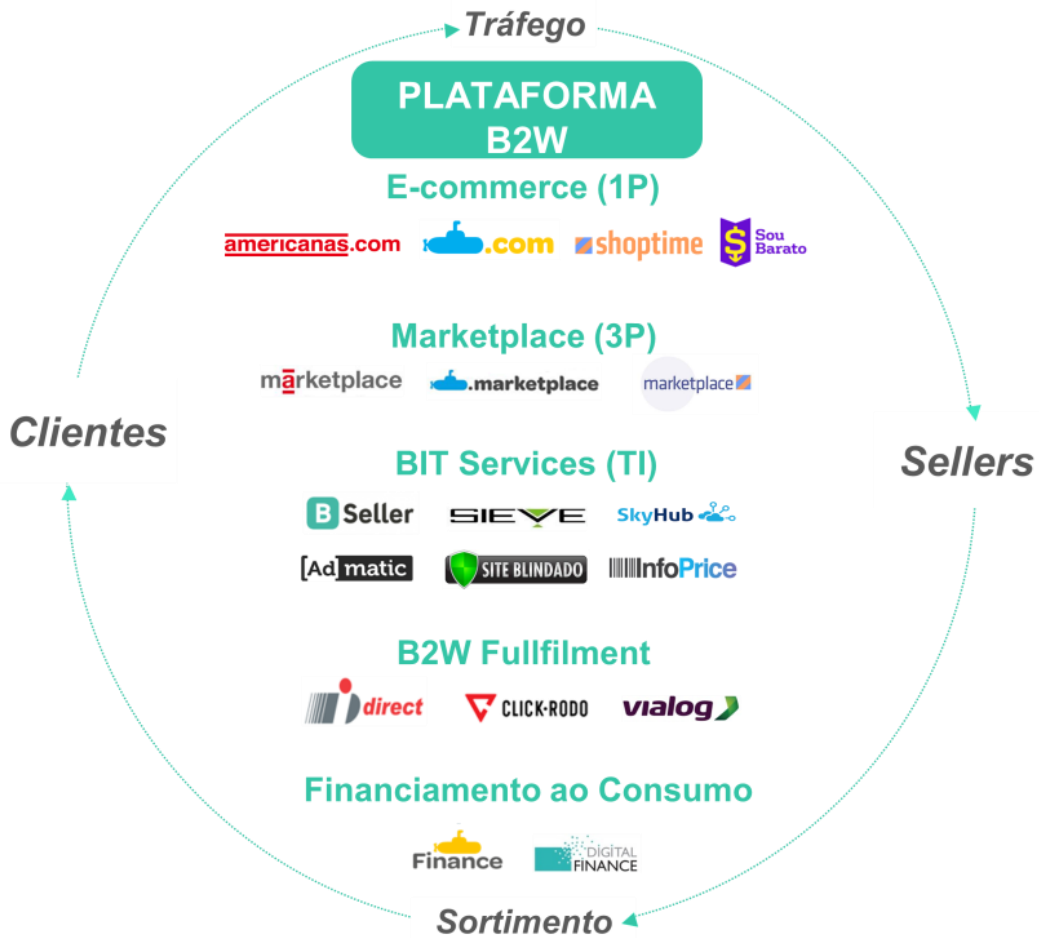 Tráfego
PLATAFORMA
B2W
E-commerce (1P)
americanas.com .com shoptime Sou
Barato
Marketplace (3P)
marketplace .marketplace marketplace
Clientes
Sellers
BIT Services (TI)
B Seller SIEVE SkyHub
[Ad]matic SITE BLINDADO InfoPrice
B2W Fullfilment
direct CLICK·RODO vialog
Financiamento ao Consumo
Finance DIGITAL
FINANCE
Sortimento